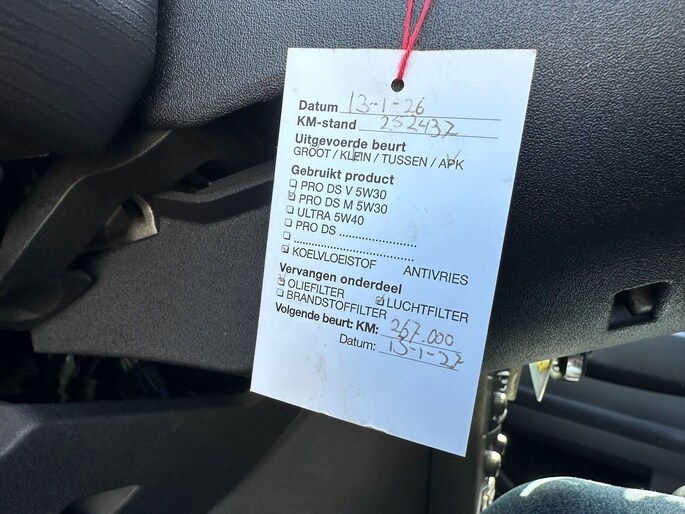 Datum 13-1-26
KM-stand 252437
Uitgevoerde beurt
GROOT / KLEIN / TUSSEN / APK
Gebruikt product
PRO DS V 5W30
PRO DS M 5W30
ULTRA 5W40
PRO DS ....................
..............................
KOELVLOEISTOF ANTIVRIES
Vervangen onderdeel
OLIEFILTER LUCHTFILTER
BRANDSTOFFILTER
Volgende beurt: KM: 267.000
Datum: 13-1-27